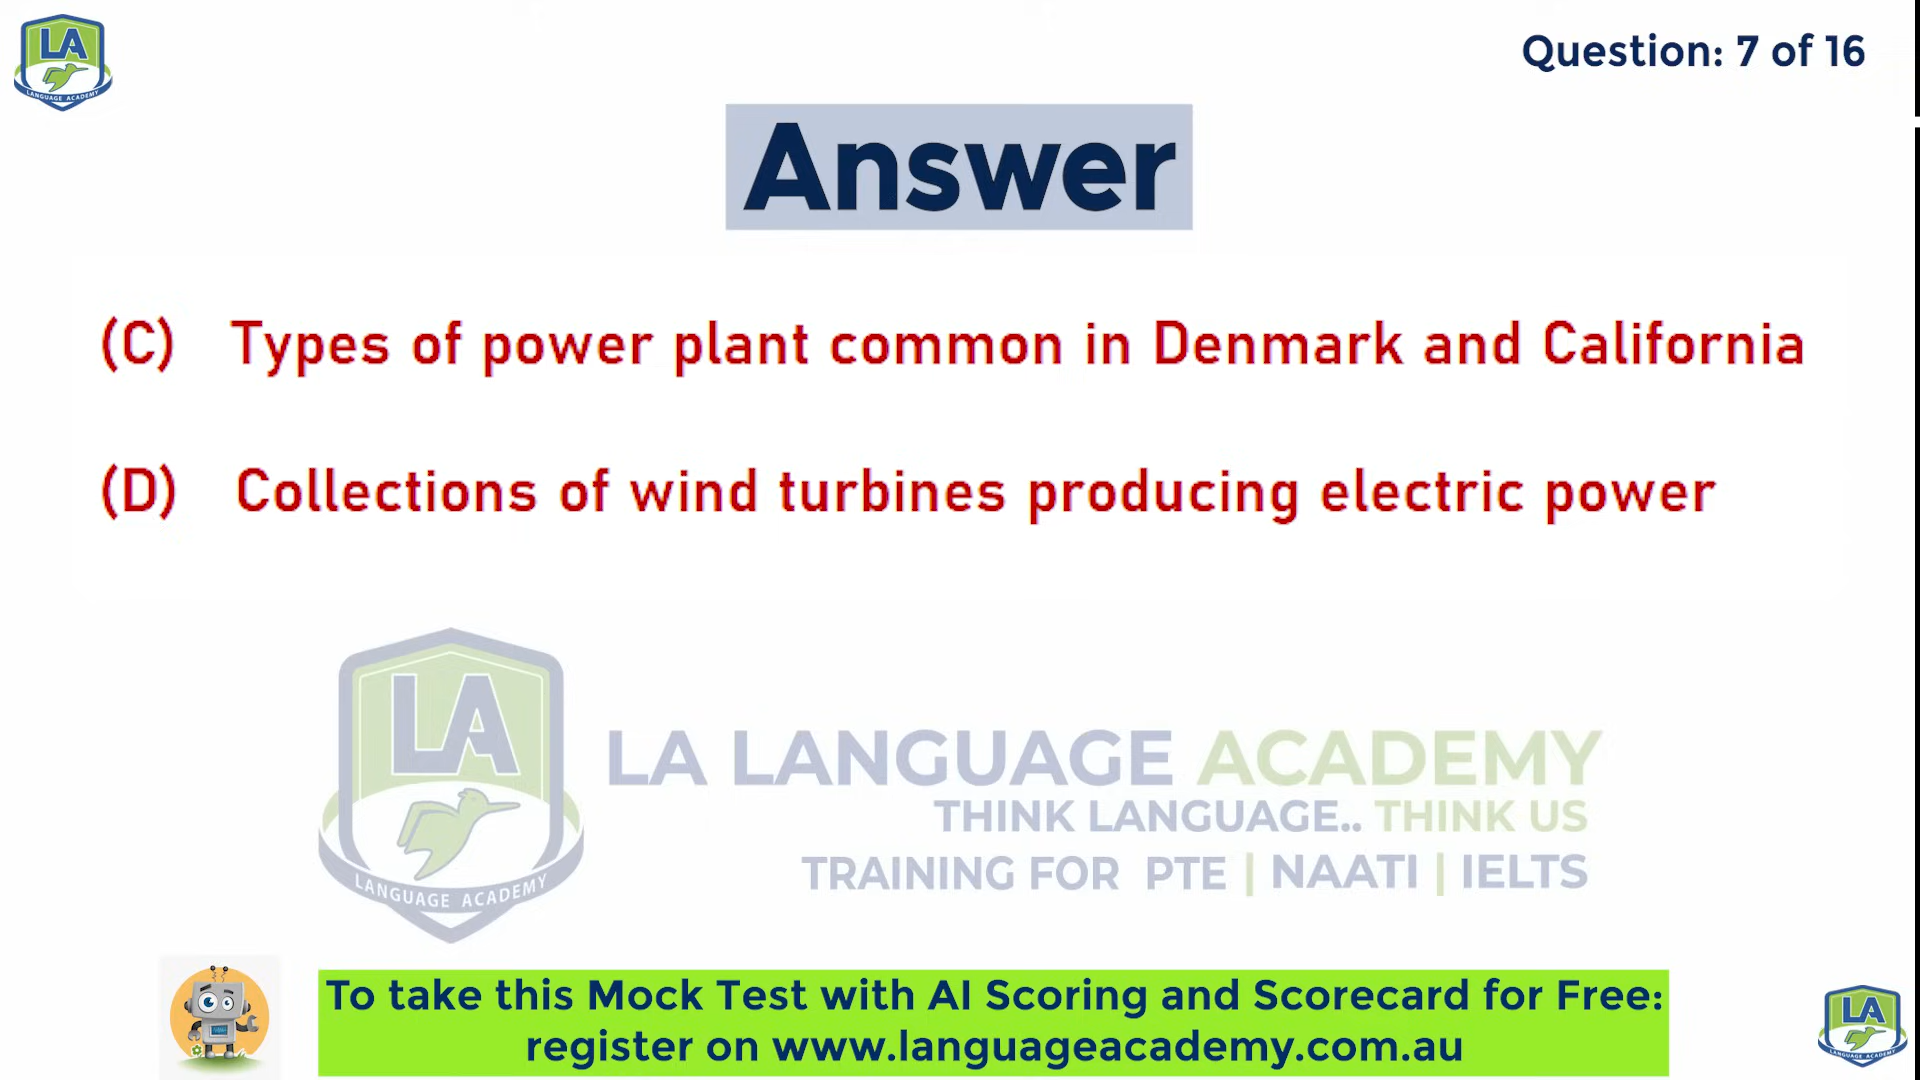 LA
LANGUAGE ACADEMY
Question: 7 of 16
Answer
(C) Types of power plant common in Denmark and California
(D) Collections of wind turbines producing electric power
LA
LANGUAGE ACADEMY
LA LANGUAGE ACADEMY
THINK LANGUAGE.. THINK US
TRAINING FOR PTE | NAATI | IELTS
To take this Mock Test with AI Scoring and Scorecard for Free:
register on www.languageacademy.com.au
LA
LANGUAGE ACADEMY